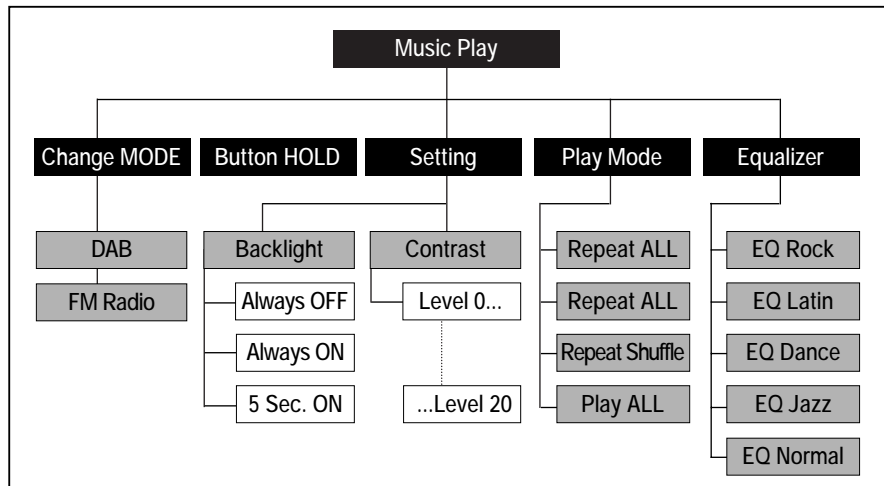 Music Play
Change MODE
Button HOLD
Setting
Play Mode
Equalizer
DAB
FM Radio
Backlight
Always OFF
Always ON
5 Sec. ON
Contrast
Level 0...
...Level 20
Repeat ALL
Repeat ALL
Repeat Shuffle
Play ALL
EQ Rock
EQ Latin
EQ Dance
EQ Jazz
EQ Normal